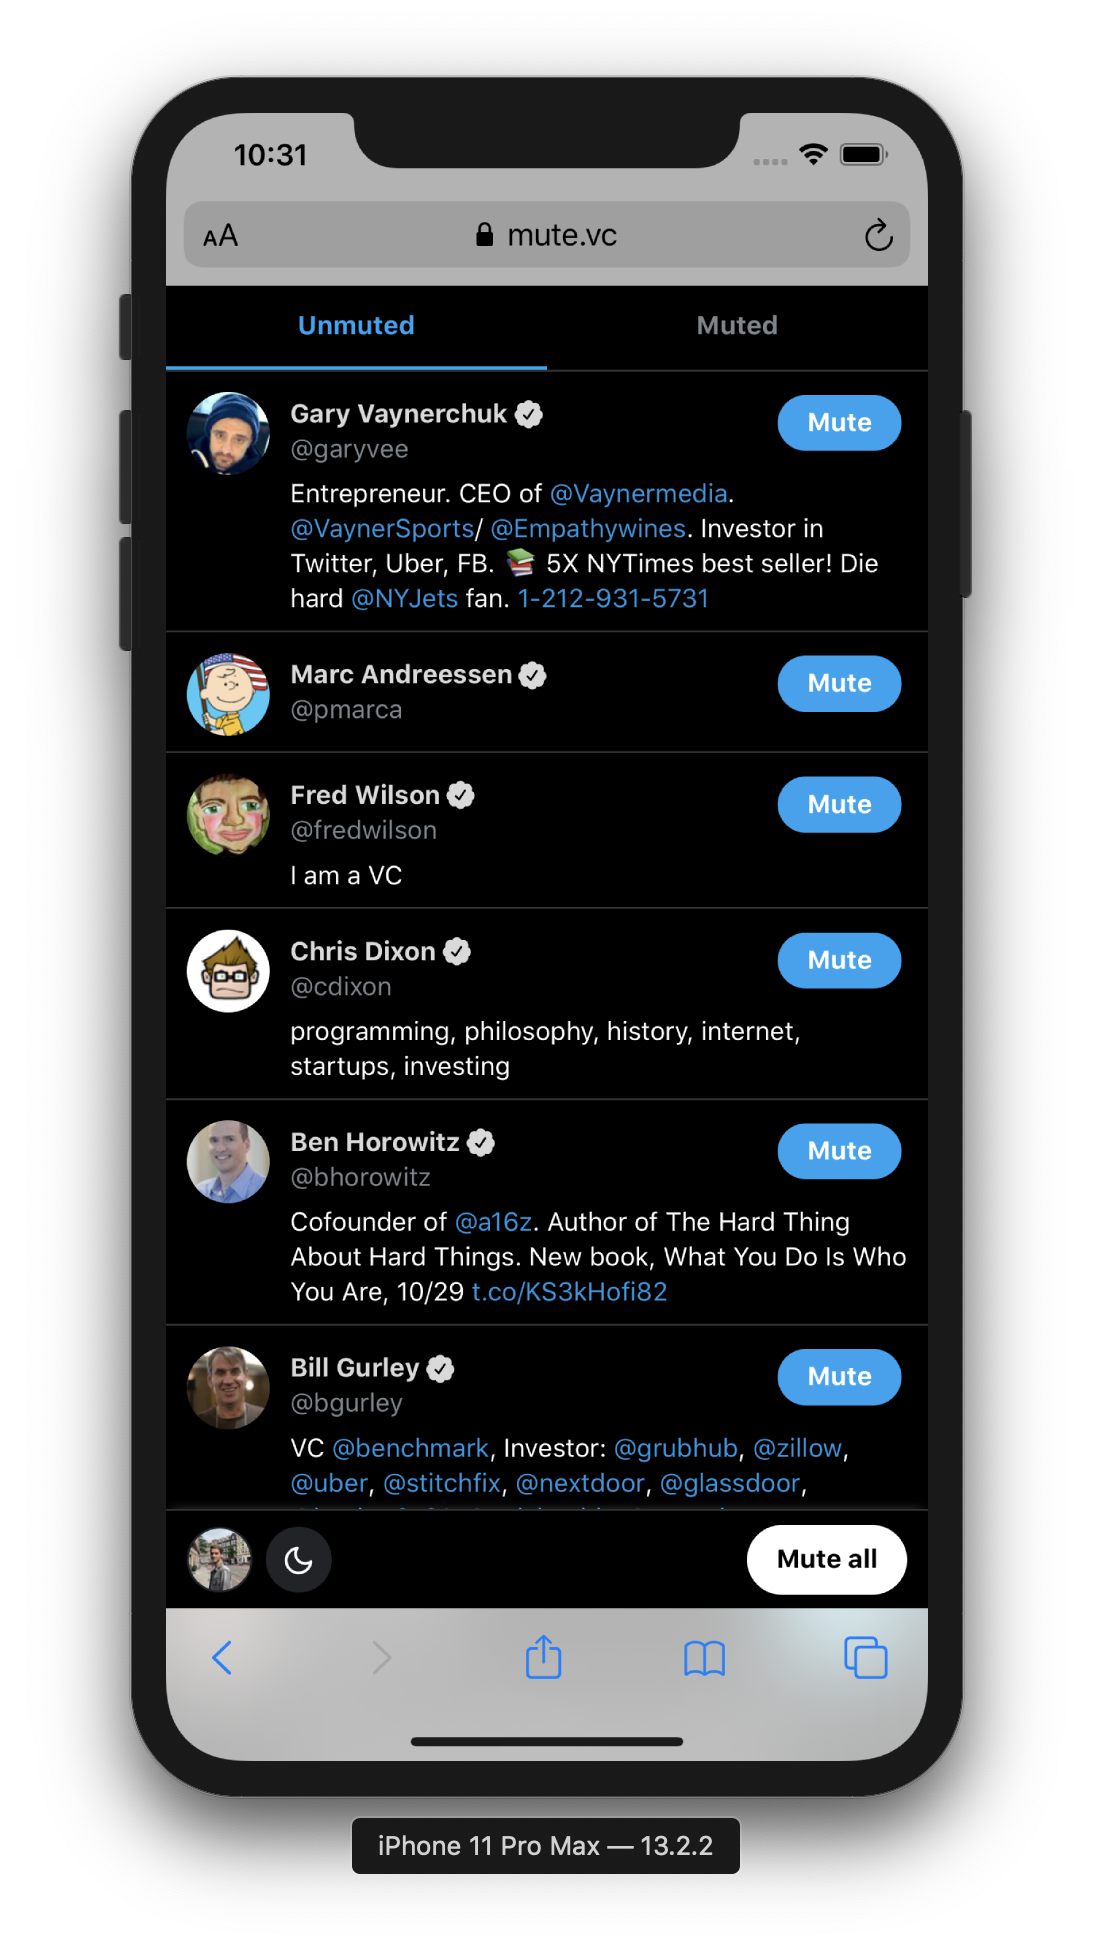 10:31
AA mute.vc
Unmuted Muted
Gary Vaynerchuk
Mute
@garyvee
Entrepreneur. CEO of @Vaynermedia.
@VaynerSports/ @Empathywines. Investor in
Twitter, Uber, FB. 📚 5X NYTimes best seller! Die
hard @NYJets fan. 1-212-931-5731
Marc Andreessen
Mute
@pmarca
Fred Wilson
Mute
@fredwilson
I am a VC
Chris Dixon
Mute
@cdixon
programming, philosophy, history, internet,
startups, investing
Ben Horowitz
Mute
@bhorowitz
Cofounder of @a16z. Author of The Hard Thing
About Hard Things. New book, What You Do Is Who
You Are, 10/29 t.co/KS3kHofi82
Bill Gurley
Mute
@bgurley
VC @benchmark, Investor: @grubhub, @zillow,
@uber, @stitchfix, @nextdoor, @glassdoor,
Mute all
iPhone 11 Pro Max — 13.2.2